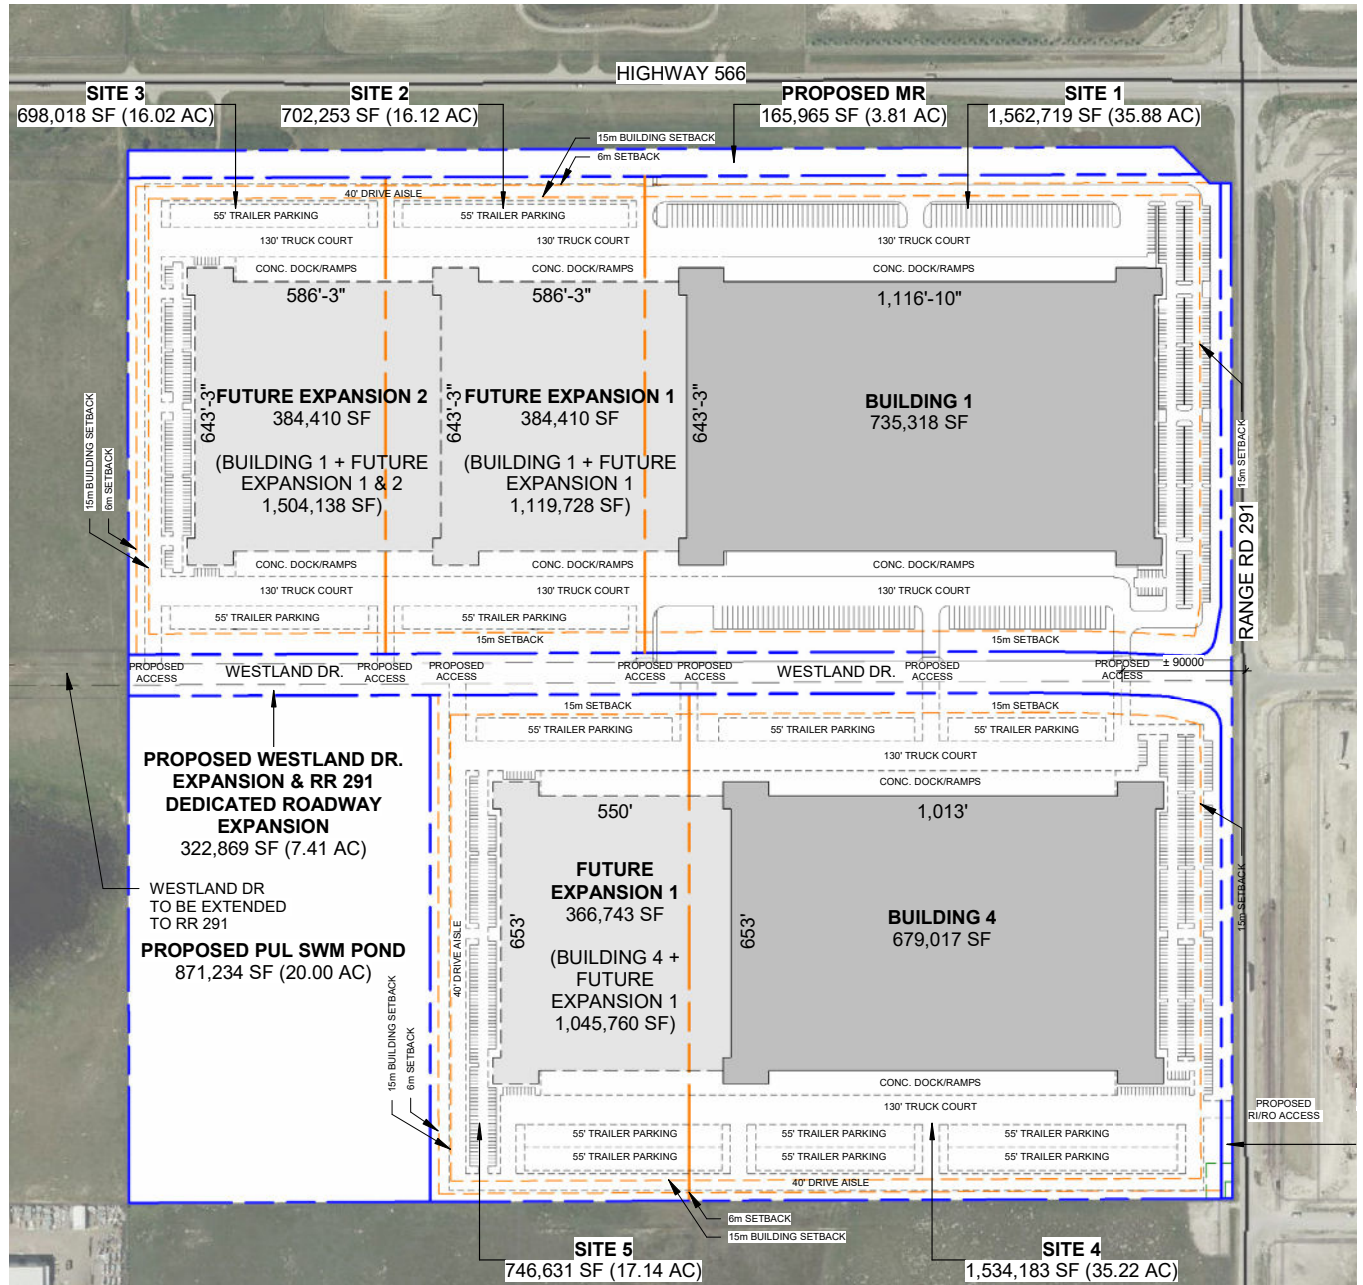 HIGHWAY 566
SITE 3
698,018 SF (16.02 AC)
SITE 2
702,253 SF (16.12 AC)
PROPOSED MR
165,965 SF (3.81 AC)
SITE 1
1,562,719 SF (35.88 AC)
15m BUILDING SETBACK
6m SETBACK
40' DRIVE AISLE
55' TRAILER PARKING
55' TRAILER PARKING
130' TRUCK COURT
130' TRUCK COURT
130' TRUCK COURT
CONC. DOCK/RAMPS
CONC. DOCK/RAMPS
CONC. DOCK/RAMPS
586'-3"
586'-3"
1,116'-10"
643'-3"
FUTURE EXPANSION 2
384,410 SF
(BUILDING 1 + FUTURE
EXPANSION 1 & 2
1,504,138 SF)
643'-3"
FUTURE EXPANSION 1
384,410 SF
(BUILDING 1 + FUTURE
EXPANSION 1
1,119,728 SF)
643'-3"
BUILDING 1
735,318 SF
15m BUILDING SETBACK
6m SETBACK
15m SETBACK
RANGE RD 291
CONC. DOCK/RAMPS
CONC. DOCK/RAMPS
CONC. DOCK/RAMPS
130' TRUCK COURT
130' TRUCK COURT
130' TRUCK COURT
55' TRAILER PARKING
55' TRAILER PARKING
15m SETBACK
15m SETBACK
PROPOSED
ACCESS
WESTLAND DR.
PROPOSED
ACCESS
PROPOSED
ACCESS
PROPOSED
ACCESS
PROPOSED
ACCESS
WESTLAND DR.
PROPOSED
ACCESS
PROPOSED
ACCESS
± 90000
15m SETBACK
15m SETBACK
55' TRAILER PARKING
55' TRAILER PARKING
55' TRAILER PARKING
130' TRUCK COURT
CONC. DOCK/RAMPS
PROPOSED WESTLAND DR.
EXPANSION & RR 291
DEDICATED ROADWAY
EXPANSION
322,869 SF (7.41 AC)
WESTLAND DR
TO BE EXTENDED
TO RR 291
PROPOSED PUL SWM POND
871,234 SF (20.00 AC)
550'
1,013'
653'
FUTURE
EXPANSION 1
366,743 SF
(BUILDING 4 +
FUTURE
EXPANSION 1
1,045,760 SF)
653'
BUILDING 4
679,017 SF
15m SETBACK
40' DRIVE AISLE
15m BUILDING SETBACK
6m SETBACK
CONC. DOCK/RAMPS
130' TRUCK COURT
PROPOSED
RI/RO ACCESS
55' TRAILER PARKING
55' TRAILER PARKING
55' TRAILER PARKING
55' TRAILER PARKING
55' TRAILER PARKING
55' TRAILER PARKING
40' DRIVE AISLE
6m SETBACK
15m BUILDING SETBACK
SITE 5
746,631 SF (17.14 AC)
SITE 4
1,534,183 SF (35.22 AC)